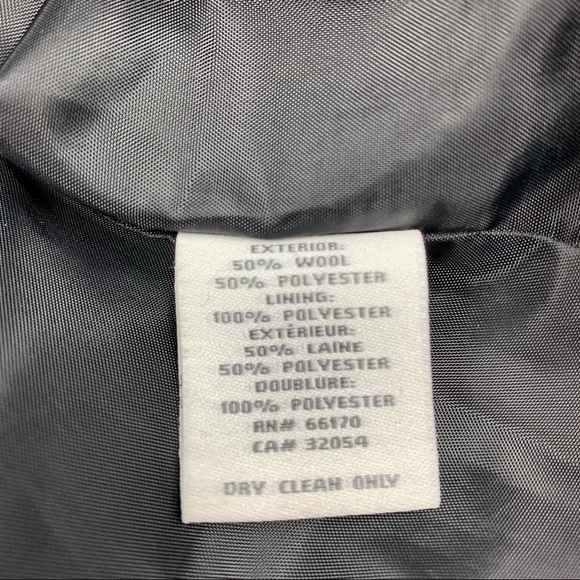 EXTERIOR:
50% WOOL
50% POLYESTER
LINING:
100% POLYESTER
EXTÉRIEUR:
50% LAINE
50% POLYESTER
DOUBLURE:
100% POLYESTER
RN# 66170
CA# 32054
DRY CLEAN ONLY